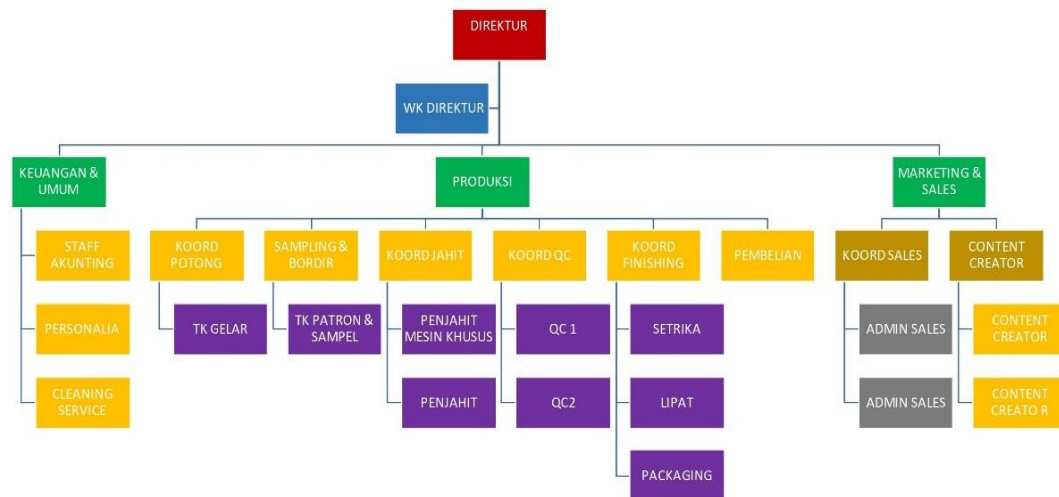 DIREKTUR
WK DIREKTUR
KEUANGAN &
UMUM
PRODUKSI
MARKETING &
SALES
STAFF
AKUNTING
KOORD
POTONG
SAMPLING &
BORDIR
KOORD JAHIT
KOORD QC
KOORD
FINISHING
PEMBELIAN
KOORD SALES
CONTENT
CREATOR
PERSONALIA
TK GELAR
TK PATRON &
SAMPEL
PENJAHIT
MESIN KHUSUS
QC 1
SETRIKA
ADMIN SALES
CONTENT
CREATOR
CLEANING
SERVICE
PENJAHIT
QC2
LIPAT
ADMIN SALES
CONTENT
CREATO R
PACKAGING